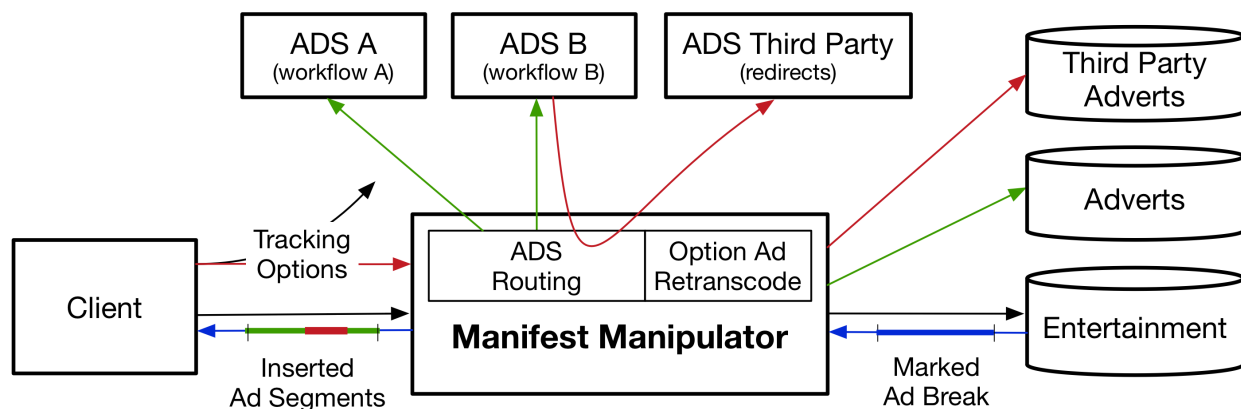 ADS A
(workflow A)
ADS B
(workflow B)
ADS Third Party
(redirects)
Third Party
Adverts
Adverts
Tracking
Options
ADS
Routing
Option Ad
Retranscode
Client
Manifest Manipulator
Entertainment
Inserted
Ad Segments
Marked
Ad Break